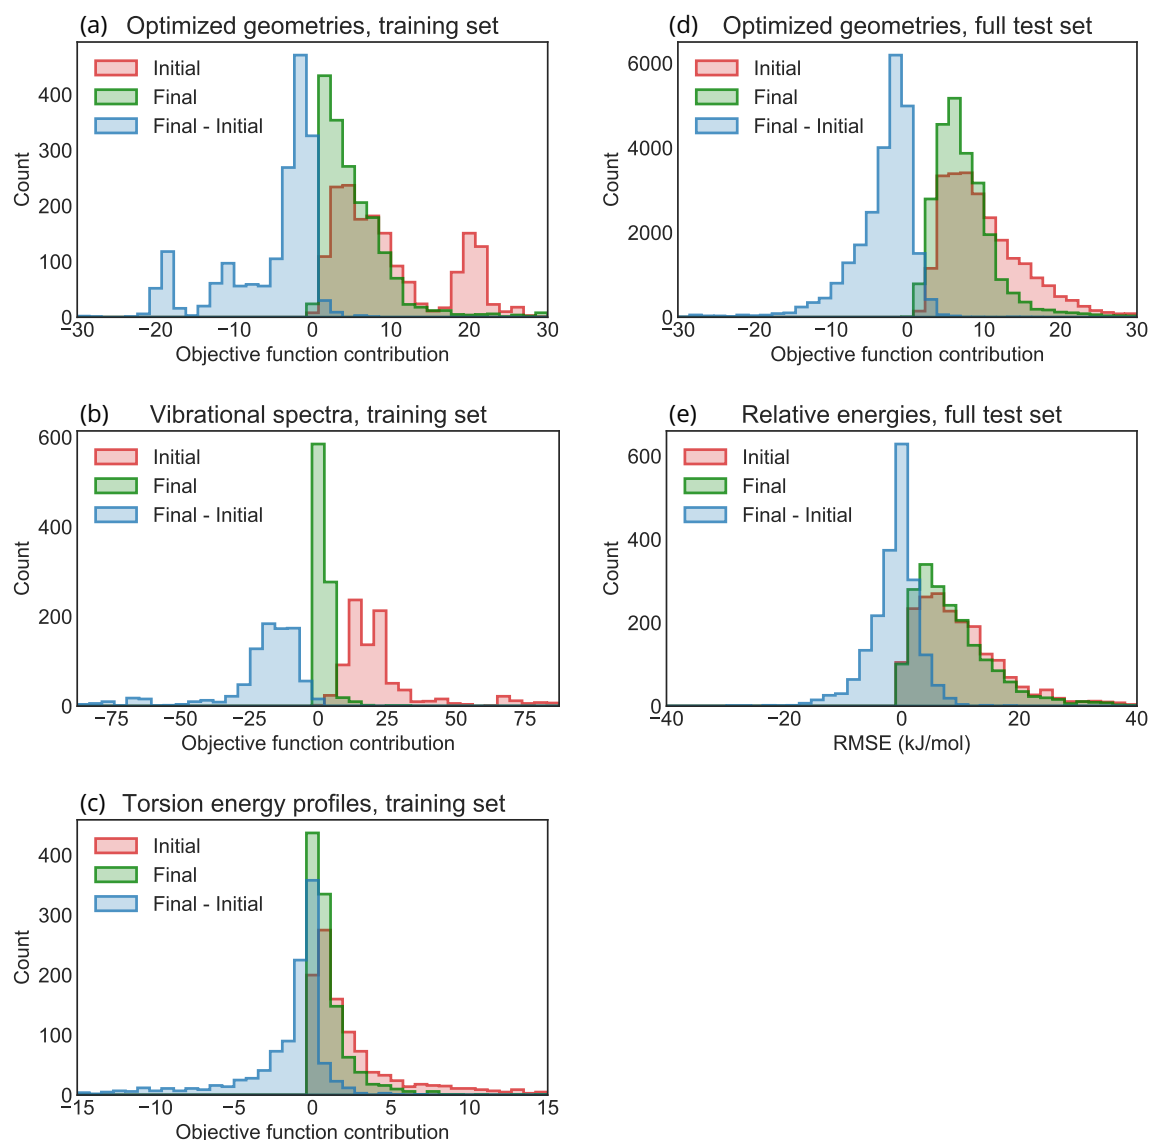 (a) Optimized geometries, training set
Initial
Final
Final - Initial
Count
400
300
200
100
0
−30 −20 −10 0 10 20 30
Objective function contribution
(d) Optimized geometries, full test set
Initial
Final
Final - Initial
Count
6000
4000
2000
0
−30 −20 −10 0 10 20 30
Objective function contribution
(b) Vibrational spectra, training set
Initial
Final
Final - Initial
Count
600
400
200
0
−75 −50 −25 0 25 50 75
Objective function contribution
(e) Relative energies, full test set
Initial
Final
Final - Initial
Count
600
400
200
0
−40 −20 0 20 40
RMSE (kJ/mol)
(c) Torsion energy profiles, training set
Initial
Final
Final - Initial
Count
400
300
200
100
0
−15 −10 −5 0 5 10 15
Objective function contribution